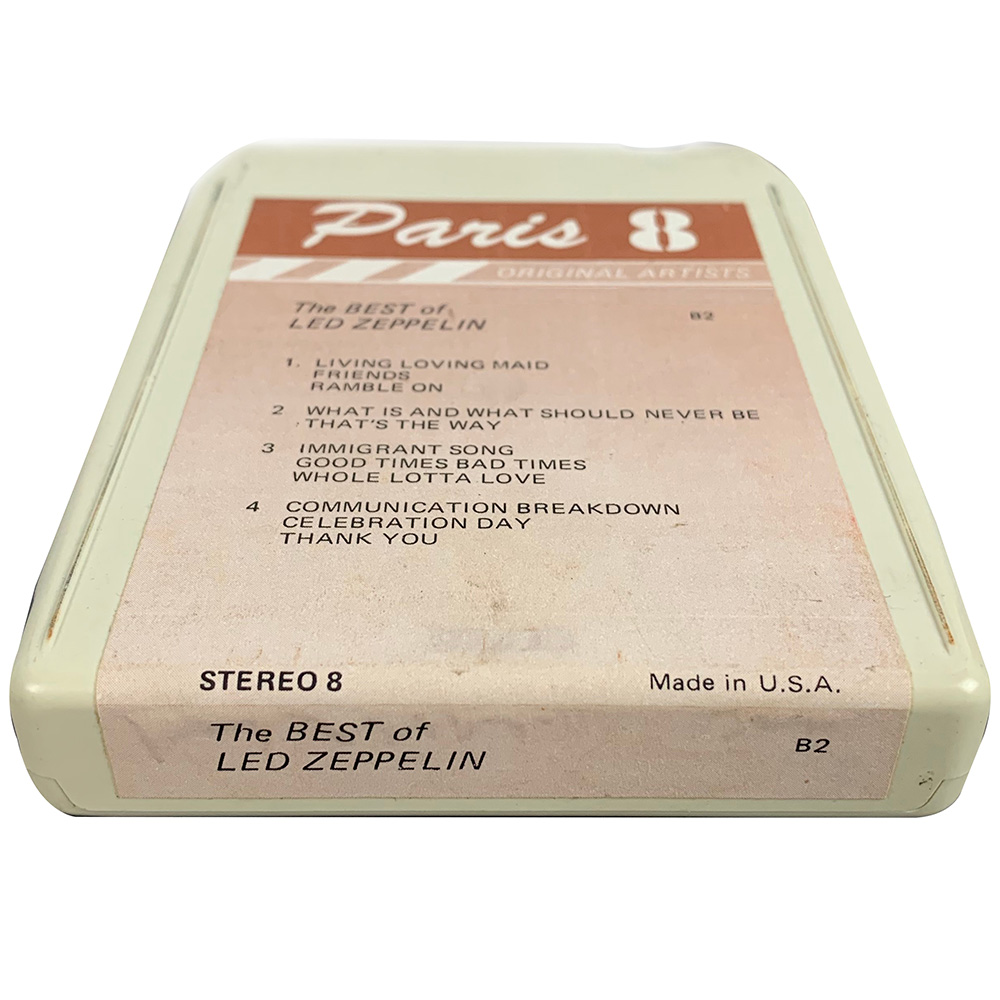 Paris 8
ORIGINAL ARTISTS
The BEST of
LED ZEPPELIN
B2
1. LIVING LOVING MAID
FRIENDS
RAMBLE ON
2 WHAT IS AND WHAT SHOULD NEVER BE
THAT'S THE WAY
3 IMMIGRANT SONG
GOOD TIMES BAD TIMES
WHOLE LOTTA LOVE
4 COMMUNICATION BREAKDOWN
CELEBRATION DAY
THANK YOU
STEREO 8
Made in U.S.A.
The BEST of
LED ZEPPELIN
B2